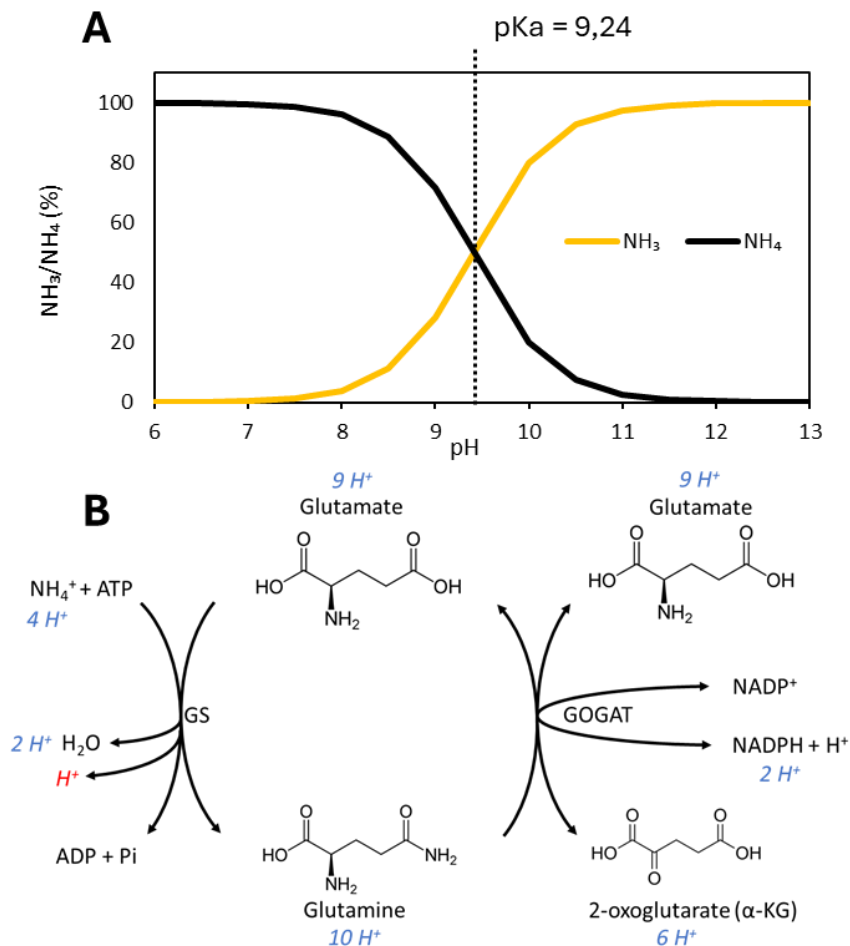 A
pKa = 9,24
NH₃/NH₄ (%)
100
80
60
40
20
0
NH₃
NH₄
6 7 8 9 10 11 12 13
pH
B
9 H⁺
Glutamate
9 H⁺
Glutamate
O
O
HO
OH
NH₂
O
O
HO
OH
NH₂
NH₄⁺ + ATP
4 H⁺
GS
2 H⁺ H₂O
H⁺
ADP + Pi
GOGAT
NADP⁺
NADPH + H⁺
2 H⁺
O
O
HO
NH₂
NH₂
Glutamine
10 H⁺
O
O
HO
OH
O
2-oxoglutarate (α-KG)
6 H⁺